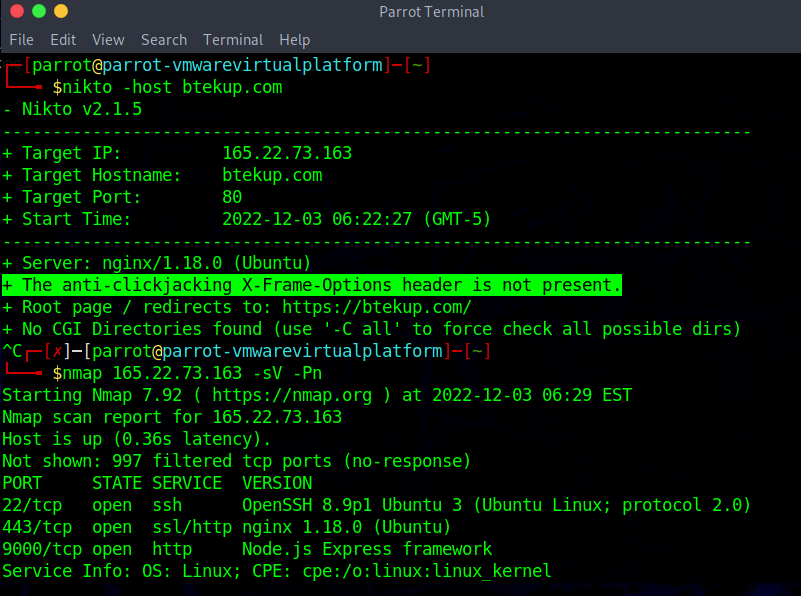 Parrot Terminal
File Edit View Search Terminal Help
┌─[parrot@parrot-vmwarevirtualplatform]─[~]
└──╼ $nikto -host btekup.com
- Nikto v2.1.5
---------------------------------------------------------------------------
+ Target IP:          165.22.73.163
+ Target Hostname:    btekup.com
+ Target Port:        80
+ Start Time:         2022-12-03 06:22:27 (GMT-5)
---------------------------------------------------------------------------
+ Server: nginx/1.18.0 (Ubuntu)
+ The anti-clickjacking X-Frame-Options header is not present.
+ Root page / redirects to: https://btekup.com/
+ No CGI Directories found (use '-C all' to force check all possible dirs)
^C┌─[✗]─[parrot@parrot-vmwarevirtualplatform]─[~]
└──╼ $nmap 165.22.73.163 -sV -Pn
Starting Nmap 7.92 ( https://nmap.org ) at 2022-12-03 06:29 EST
Nmap scan report for 165.22.73.163
Host is up (0.36s latency).
Not shown: 997 filtered tcp ports (no-response)
PORT     STATE SERVICE  VERSION
22/tcp   open  ssh      OpenSSH 8.9p1 Ubuntu 3 (Ubuntu Linux; protocol 2.0)
443/tcp  open  ssl/http nginx 1.18.0 (Ubuntu)
9000/tcp open  http     Node.js Express framework
Service Info: OS: Linux; CPE: cpe:/o:linux:linux_kernel